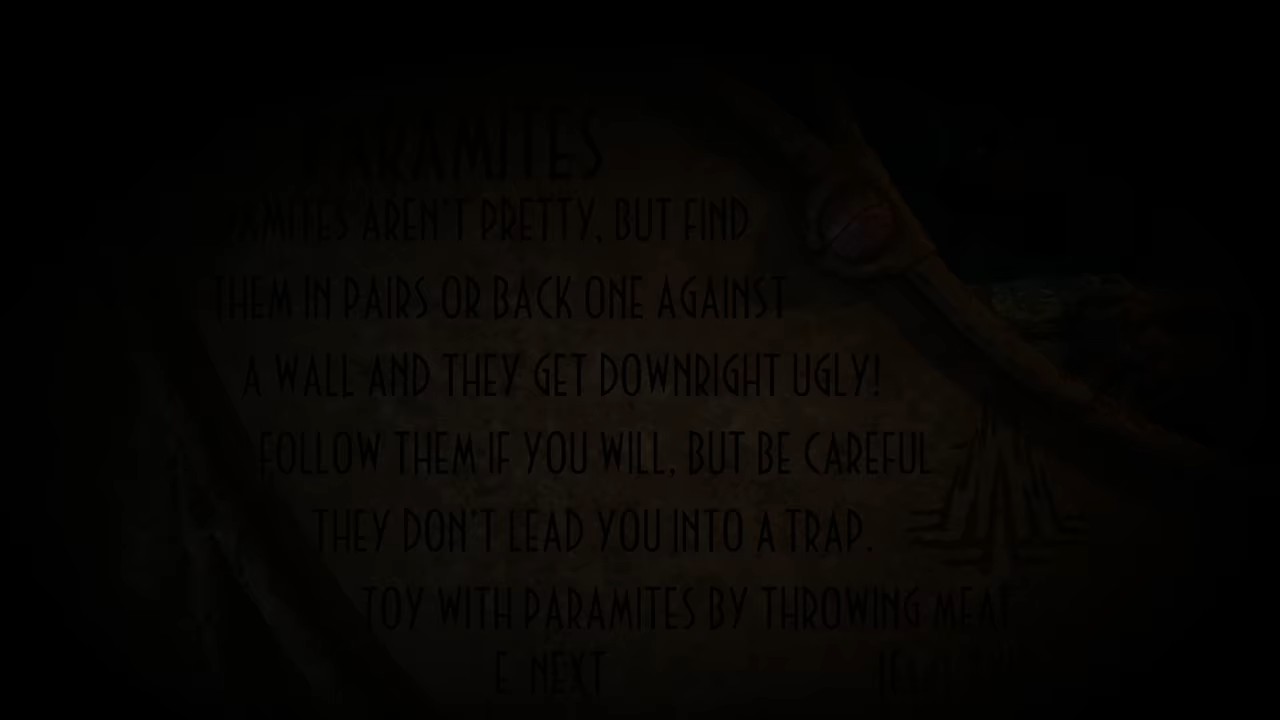 PARAMITES
PARAMITES AREN'T PRETTY, BUT FIND
THEM IN PAIRS OR BACK ONE AGAINST
A WALL AND THEY GET DOWNRIGHT UGLY!
FOLLOW THEM IF YOU WILL, BUT BE CAREFUL
THEY DON'T LEAD YOU INTO A TRAP.
TOY WITH PARAMITES BY THROWING MEAT
E NEXT